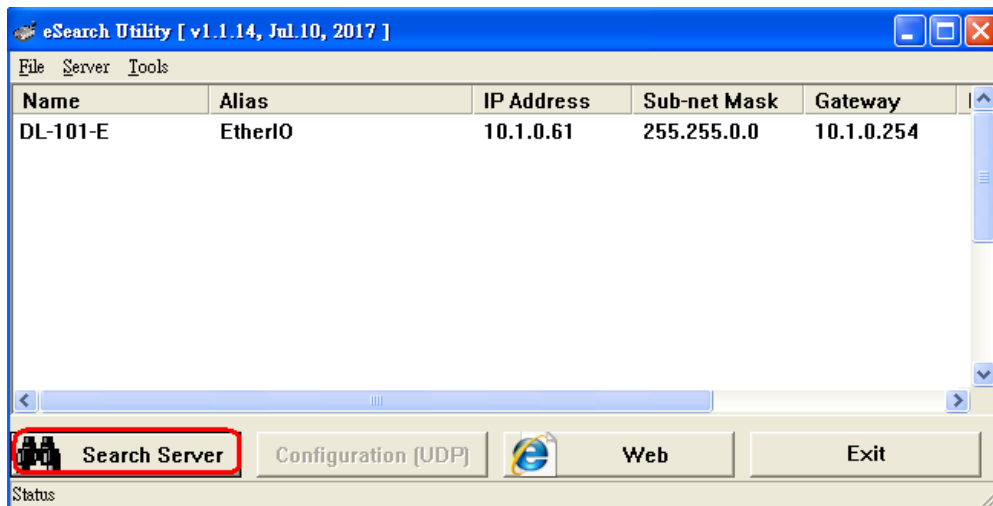 eSearch Utility [ v1.1.14, Jul.10, 2017 ]
File Server Tools
Name Alias IP Address Sub-net Mask Gateway
DL-101-E EtherIO 10.1.0.61 255.255.0.0 10.1.0.254
Search Server Configuration (UDP) Web Exit
Status